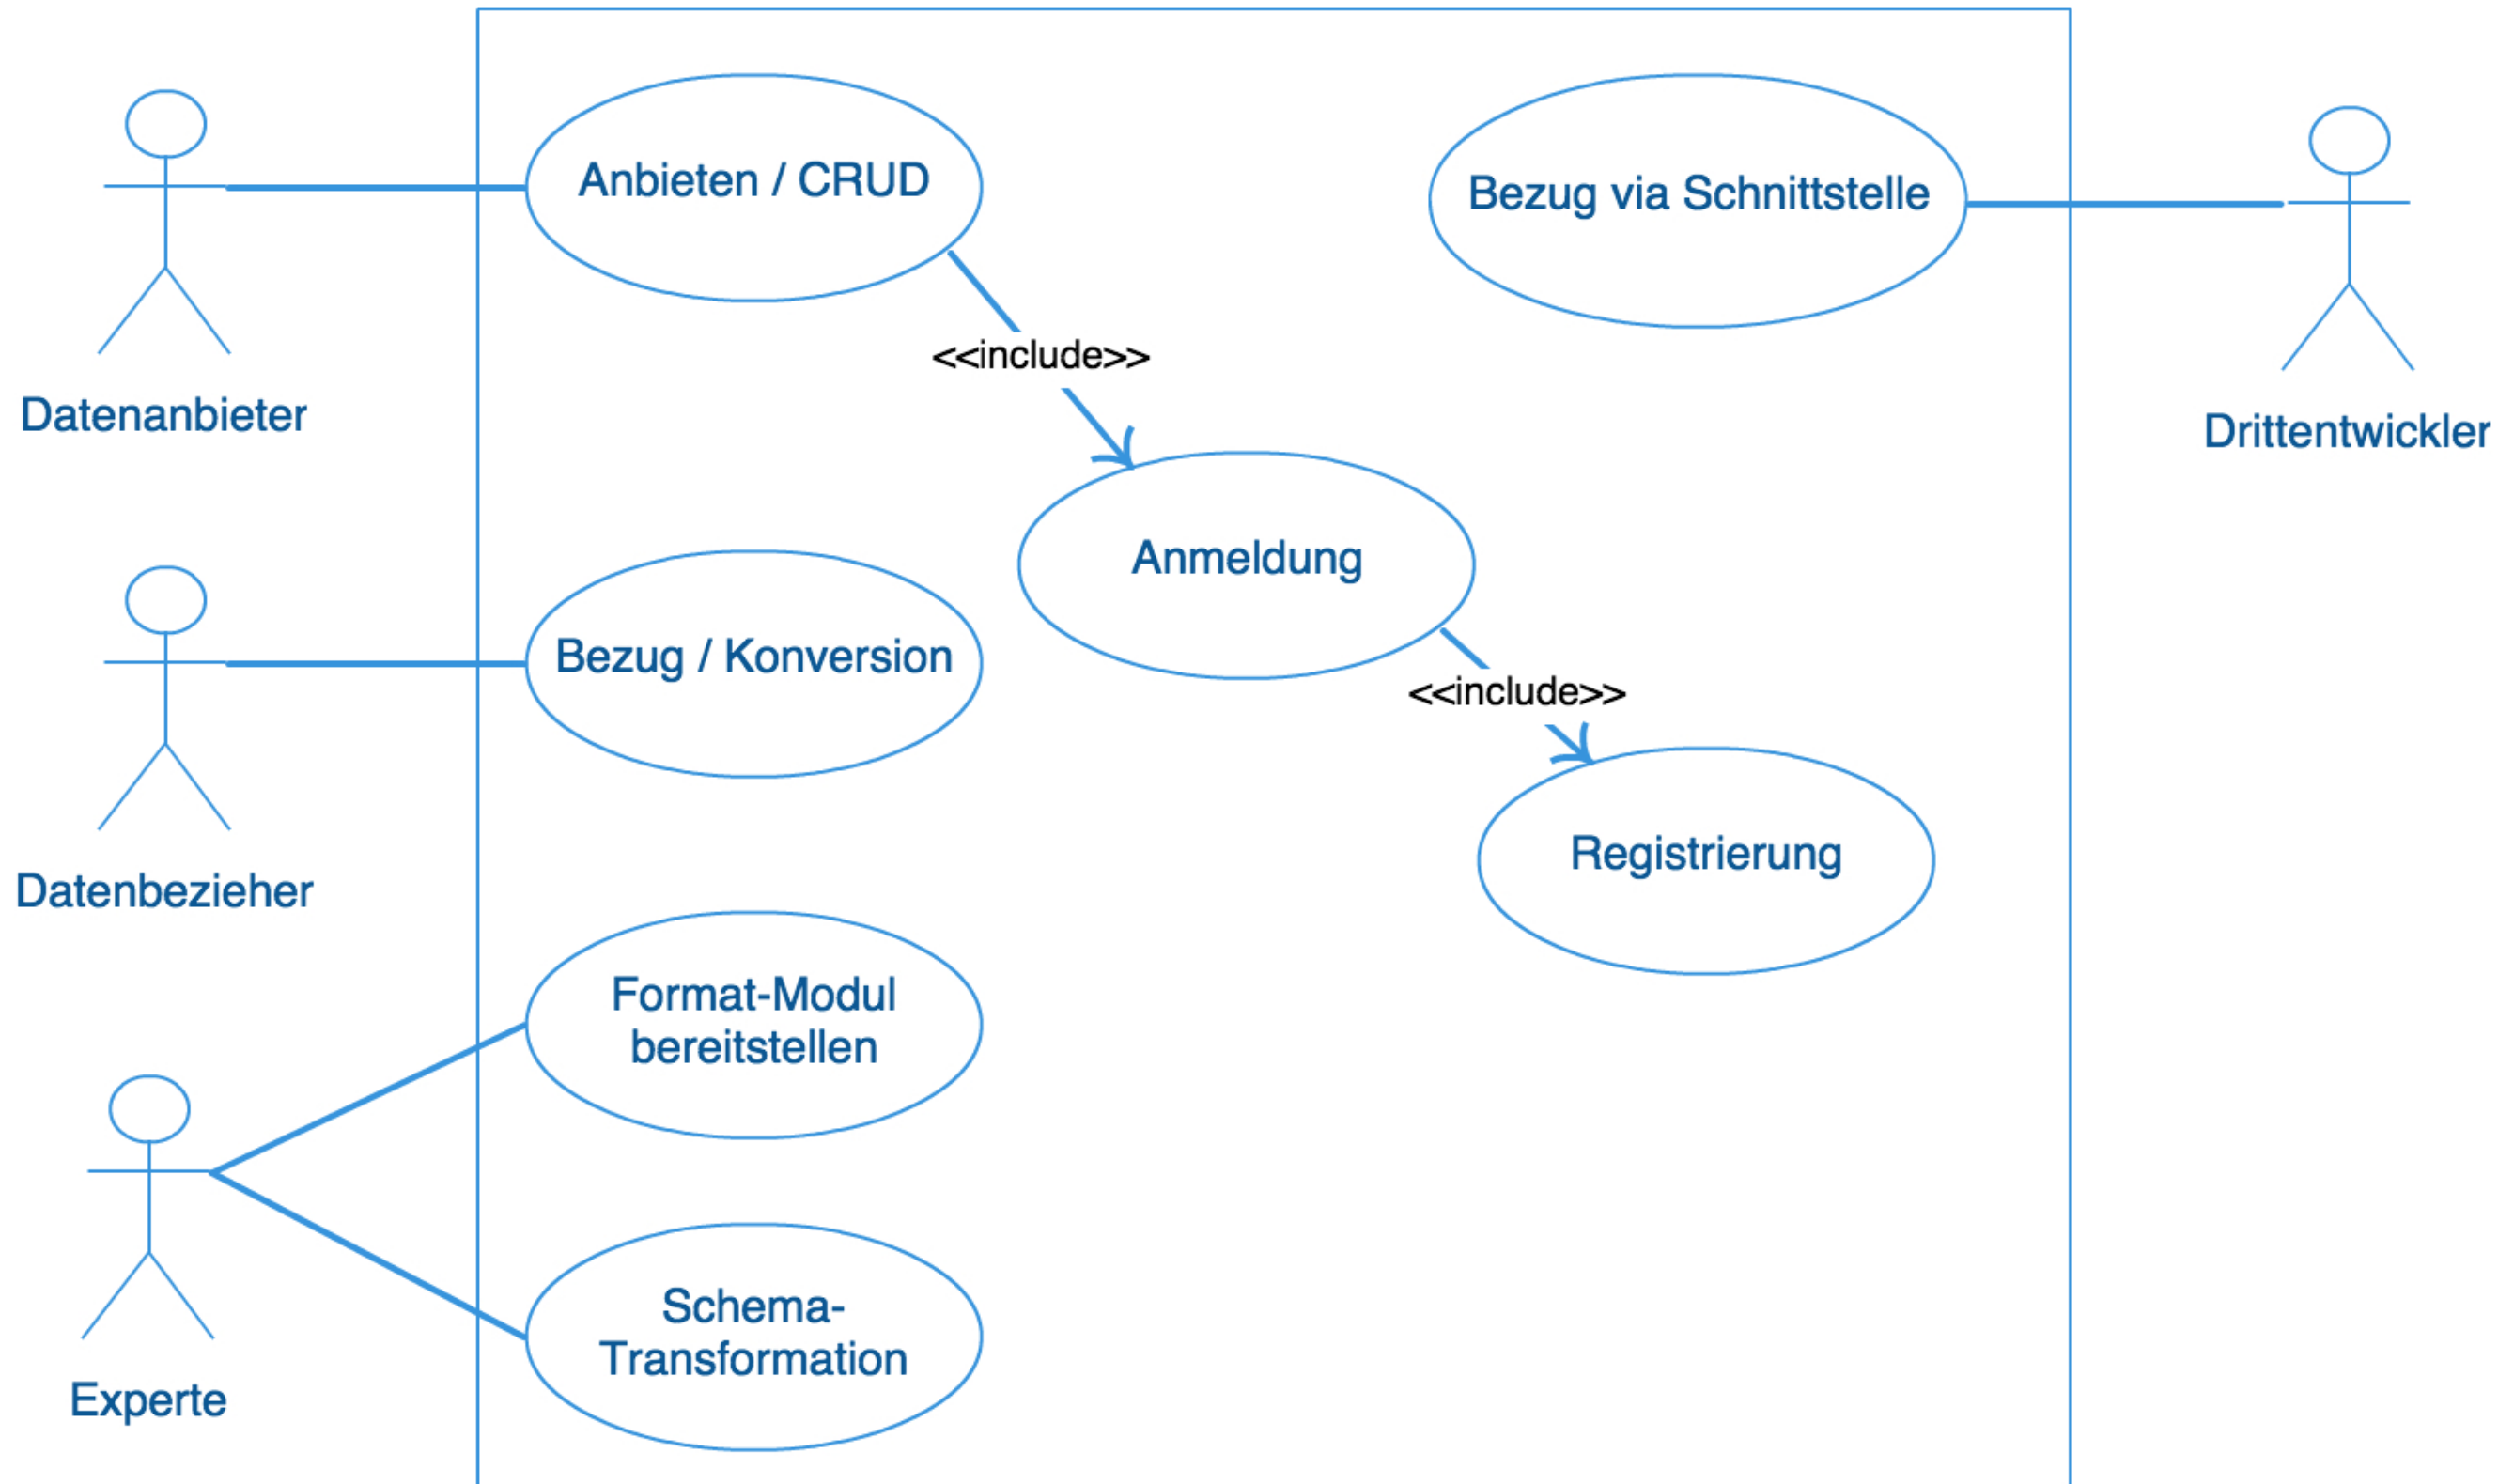 Anbieten / CRUD
Bezug via Schnittstelle
<<include>>
Datenanbieter
Drittentwickler
Anmeldung
Bezug / Konversion
<<include>>
Registrierung
Datenbezieher
Format-Modul
bereitstellen
Schema-
Transformation
Experte